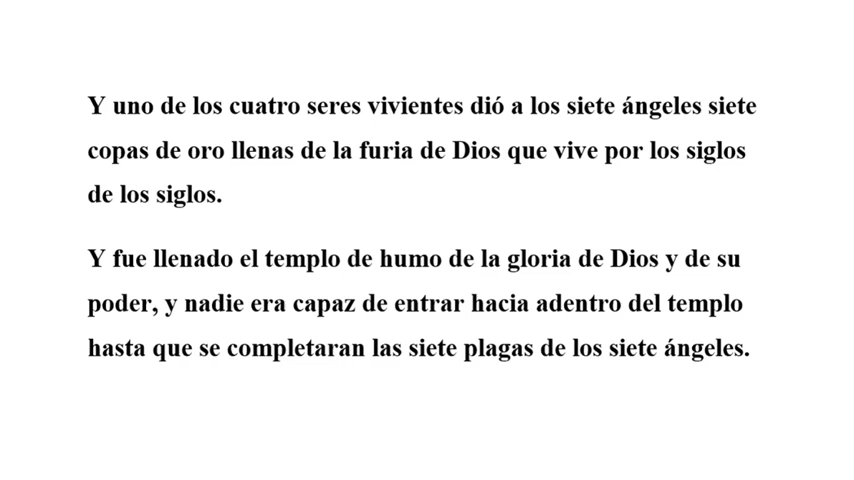 Y uno de los cuatro seres vivientes dió a los siete ángeles siete
copas de oro llenas de la furia de Dios que vive por los siglos
de los siglos.
Y fue llenado el templo de humo de la gloria de Dios y de su
poder, y nadie era capaz de entrar hacia adentro del templo
hasta que se completaran las siete plagas de los siete ángeles.